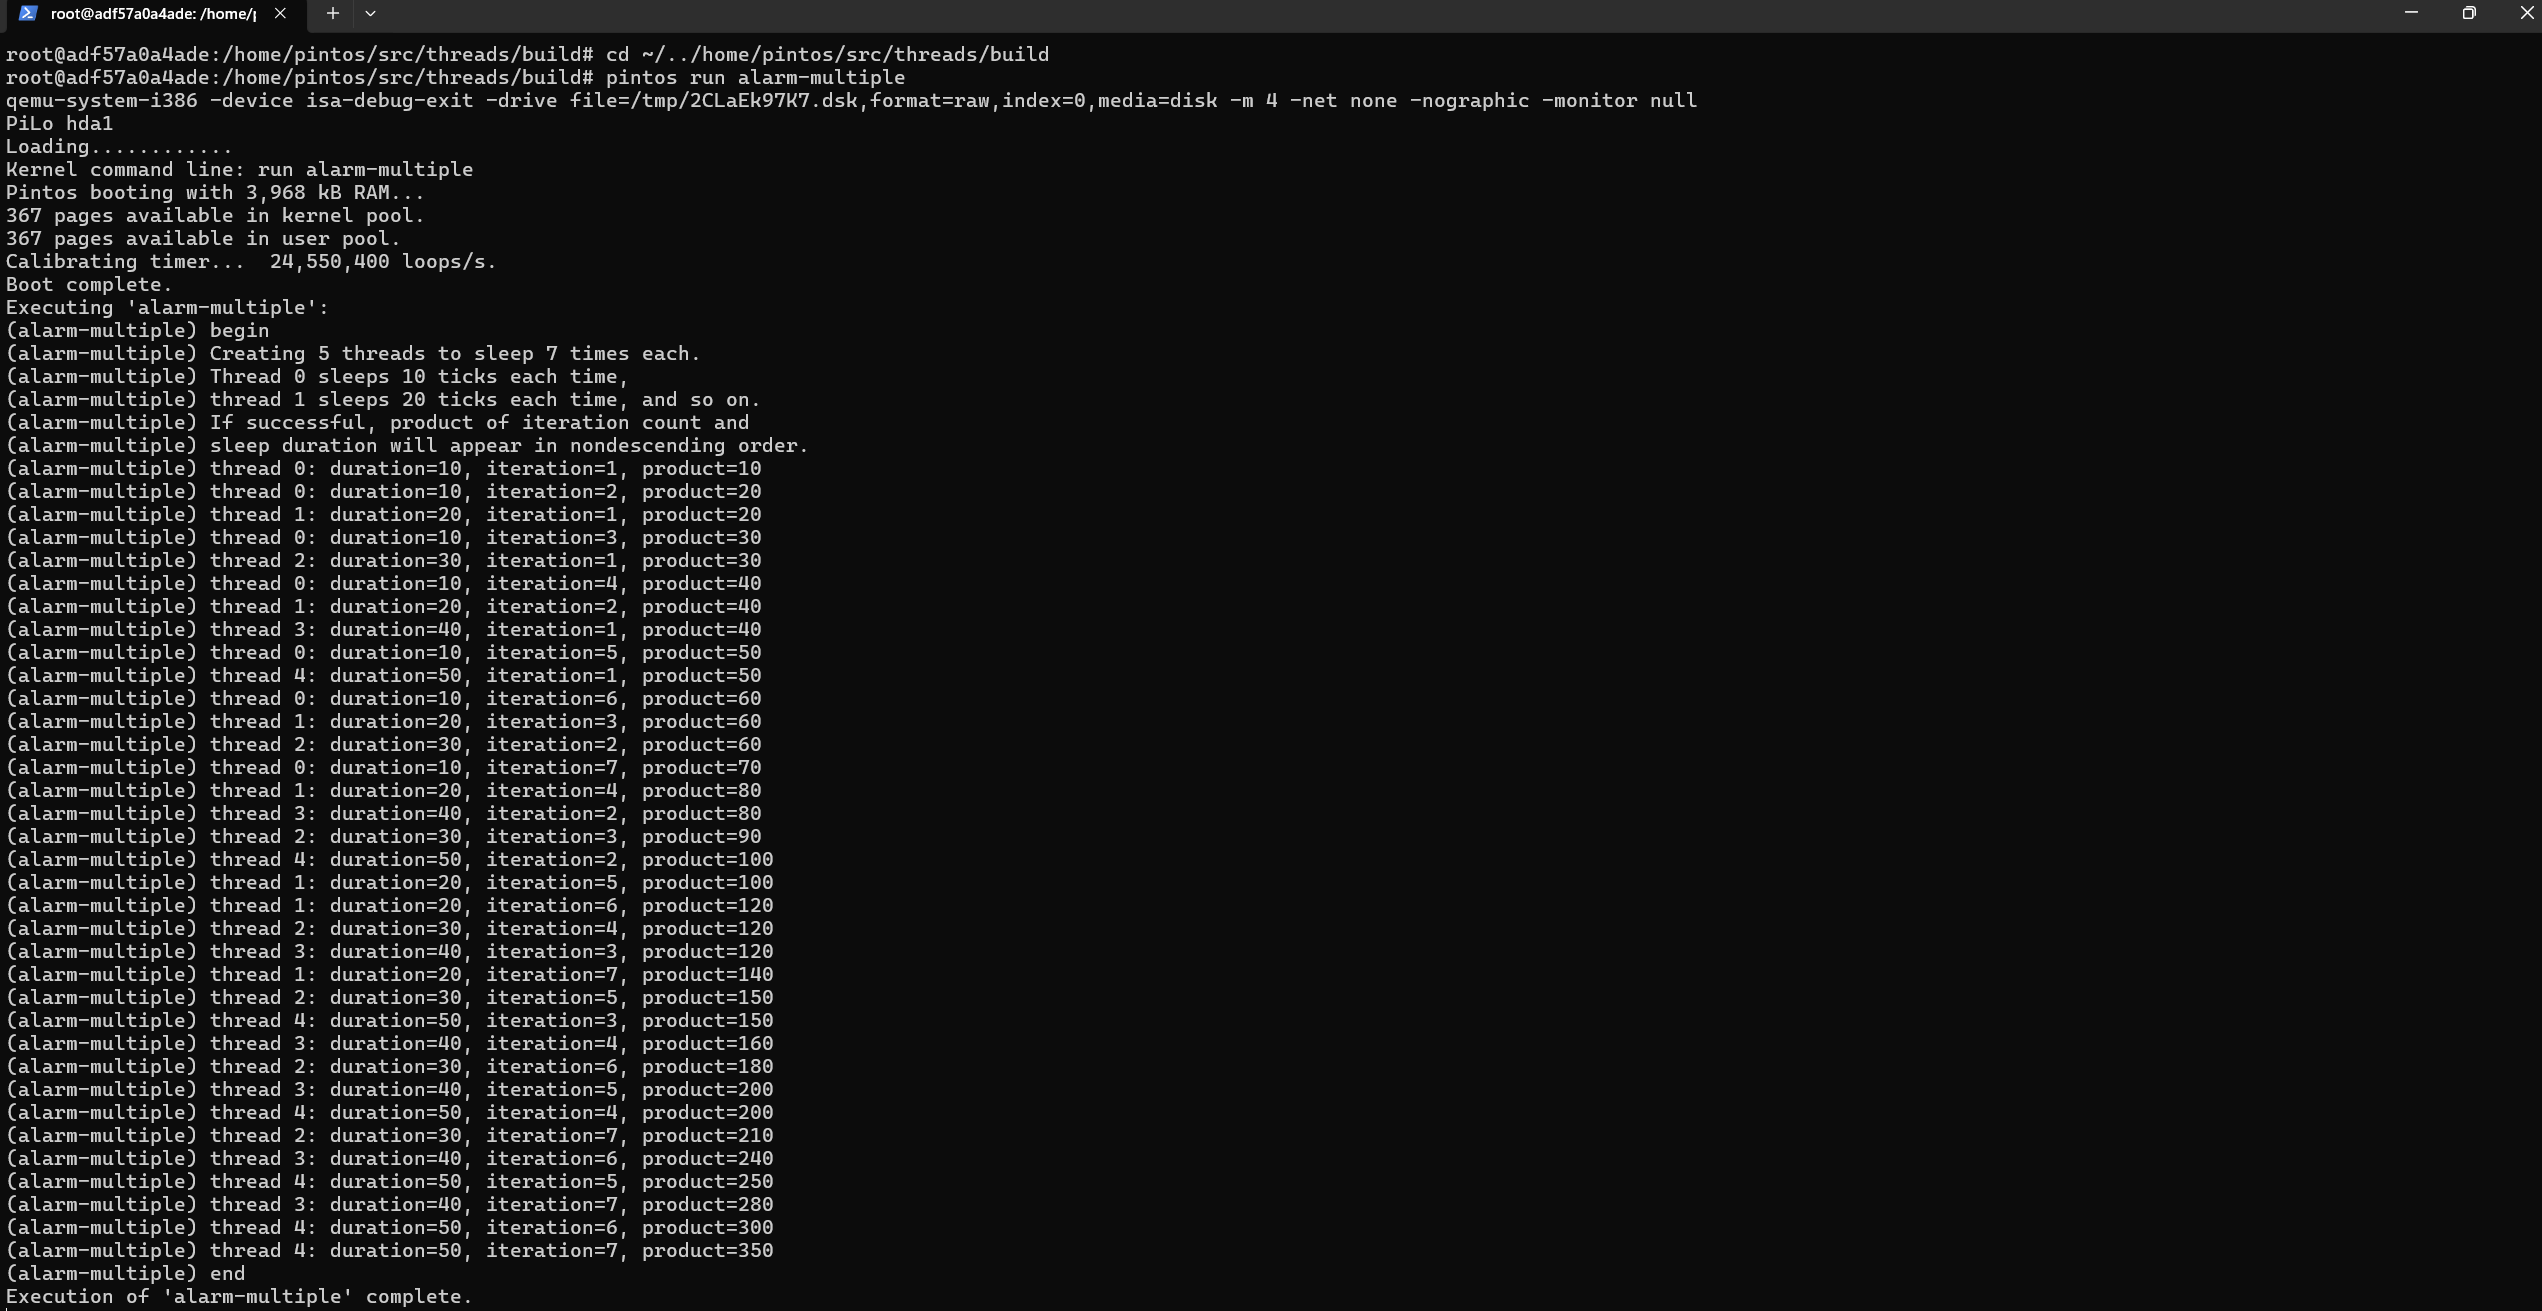 root@adf57a0a4ade: /home/p
root@adf57a0a4ade:/home/pintos/src/threads/build# cd ~/../home/pintos/src/threads/build
root@adf57a0a4ade:/home/pintos/src/threads/build# pintos run alarm-multiple
qemu-system-i386 -device isa-debug-exit -drive file=/tmp/2CLaEk97K7.dsk,format=raw,index=0,media=disk -m 4 -net none -nographic -monitor null
PiLo hda1
Loading............
Kernel command line: run alarm-multiple
Pintos booting with 3,968 kB RAM...
367 pages available in kernel pool.
367 pages available in user pool.
Calibrating timer...  24,550,400 loops/s.
Boot complete.
Executing 'alarm-multiple':
(alarm-multiple) begin
(alarm-multiple) Creating 5 threads to sleep 7 times each.
(alarm-multiple) Thread 0 sleeps 10 ticks each time,
(alarm-multiple) thread 1 sleeps 20 ticks each time, and so on.
(alarm-multiple) If successful, product of iteration count and
(alarm-multiple) sleep duration will appear in nondescending order.
(alarm-multiple) thread 0: duration=10, iteration=1, product=10
(alarm-multiple) thread 0: duration=10, iteration=2, product=20
(alarm-multiple) thread 1: duration=20, iteration=1, product=20
(alarm-multiple) thread 0: duration=10, iteration=3, product=30
(alarm-multiple) thread 2: duration=30, iteration=1, product=30
(alarm-multiple) thread 0: duration=10, iteration=4, product=40
(alarm-multiple) thread 1: duration=20, iteration=2, product=40
(alarm-multiple) thread 3: duration=40, iteration=1, product=40
(alarm-multiple) thread 0: duration=10, iteration=5, product=50
(alarm-multiple) thread 4: duration=50, iteration=1, product=50
(alarm-multiple) thread 0: duration=10, iteration=6, product=60
(alarm-multiple) thread 1: duration=20, iteration=3, product=60
(alarm-multiple) thread 2: duration=30, iteration=2, product=60
(alarm-multiple) thread 0: duration=10, iteration=7, product=70
(alarm-multiple) thread 1: duration=20, iteration=4, product=80
(alarm-multiple) thread 3: duration=40, iteration=2, product=80
(alarm-multiple) thread 2: duration=30, iteration=3, product=90
(alarm-multiple) thread 4: duration=50, iteration=2, product=100
(alarm-multiple) thread 1: duration=20, iteration=5, product=100
(alarm-multiple) thread 1: duration=20, iteration=6, product=120
(alarm-multiple) thread 2: duration=30, iteration=4, product=120
(alarm-multiple) thread 3: duration=40, iteration=3, product=120
(alarm-multiple) thread 1: duration=20, iteration=7, product=140
(alarm-multiple) thread 2: duration=30, iteration=5, product=150
(alarm-multiple) thread 4: duration=50, iteration=3, product=150
(alarm-multiple) thread 3: duration=40, iteration=4, product=160
(alarm-multiple) thread 2: duration=30, iteration=6, product=180
(alarm-multiple) thread 3: duration=40, iteration=5, product=200
(alarm-multiple) thread 4: duration=50, iteration=4, product=200
(alarm-multiple) thread 2: duration=30, iteration=7, product=210
(alarm-multiple) thread 3: duration=40, iteration=6, product=240
(alarm-multiple) thread 4: duration=50, iteration=5, product=250
(alarm-multiple) thread 3: duration=40, iteration=7, product=280
(alarm-multiple) thread 4: duration=50, iteration=6, product=300
(alarm-multiple) thread 4: duration=50, iteration=7, product=350
(alarm-multiple) end
Execution of 'alarm-multiple' complete.